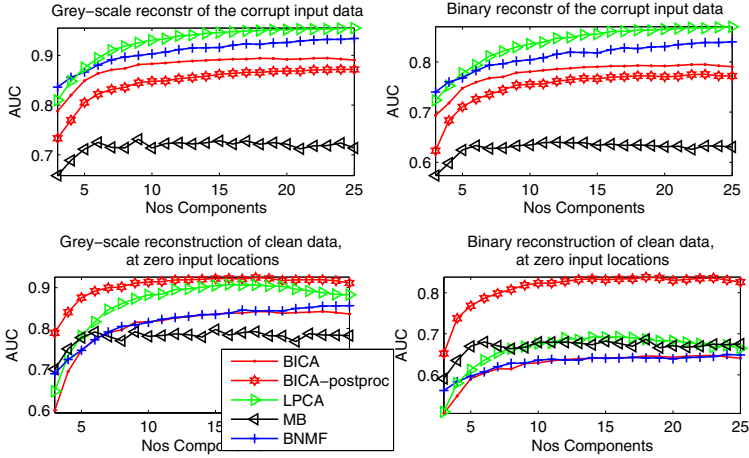 Grey−scale reconstr of the corrupt input data
AUC
0.9
0.8
0.7
5
10
15
20
25
Nos Components
Binary reconstr of the corrupt input data
AUC
0.8
0.7
0.6
5
10
15
20
25
Nos Components
Grey−scale reconstruction of clean data,
at zero input locations
AUC
0.9
0.8
0.7
0.6
5
Nos Compone
BICA
BICA−postproc
LPCA
MB
BNMF
Binary reconstruction of clean data,
at zero input locations
AUC
0.8
0.7
0.6
5
10
15
20
25
Nos Components